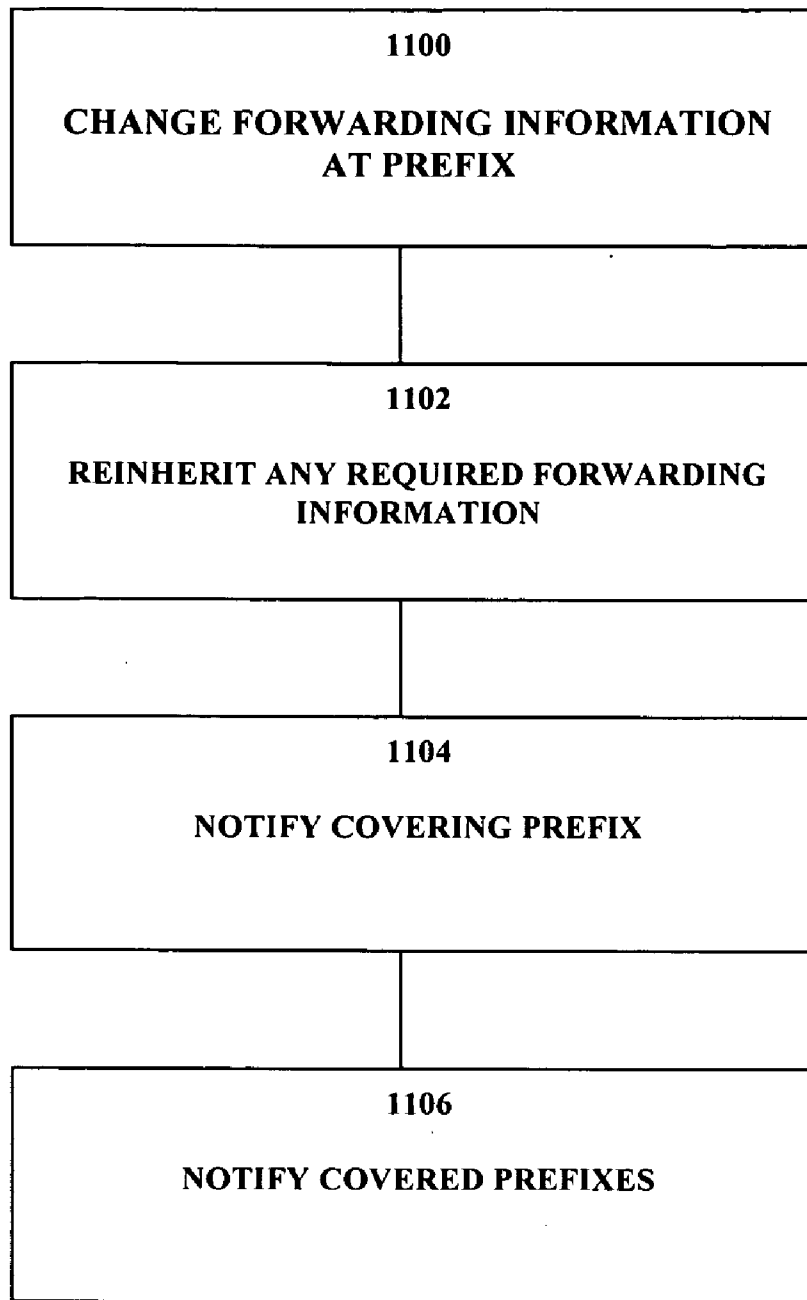 1100
CHANGE FORWARDING INFORMATION
AT PREFIX
1102
REINHERIT ANY REQUIRED FORWARDING
INFORMATION
1104
NOTIFY COVERING PREFIX
1106
NOTIFY COVERED PREFIXES